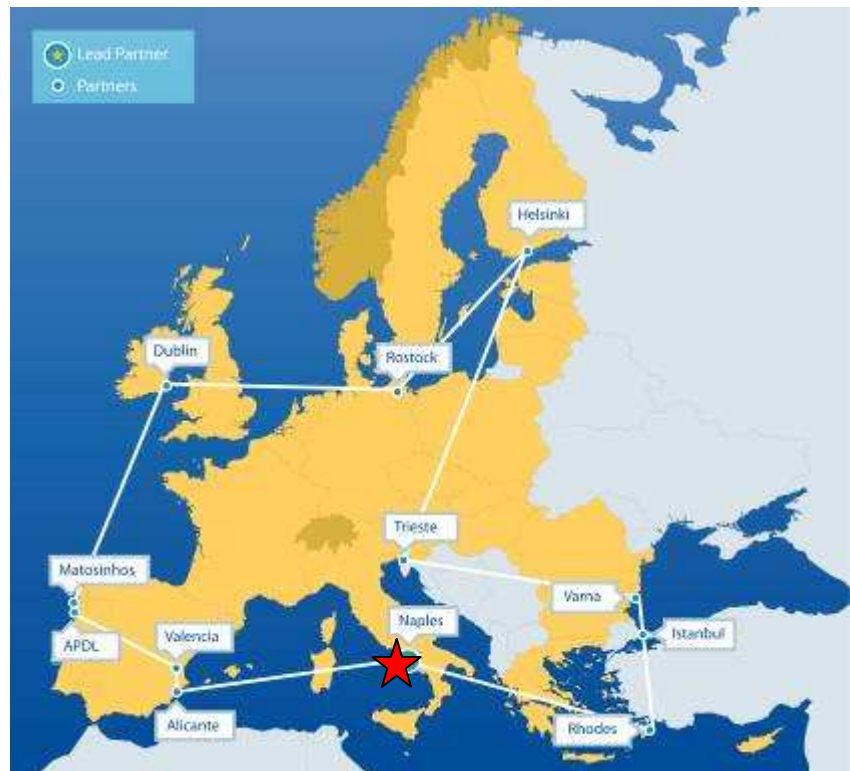 Lead Partner
Partners
Helsinki
Dublin
Rostock
Trieste
Matosinhos
Varna
Naples
Valencia
Istanbul
APDL
Alicante
Rhodes